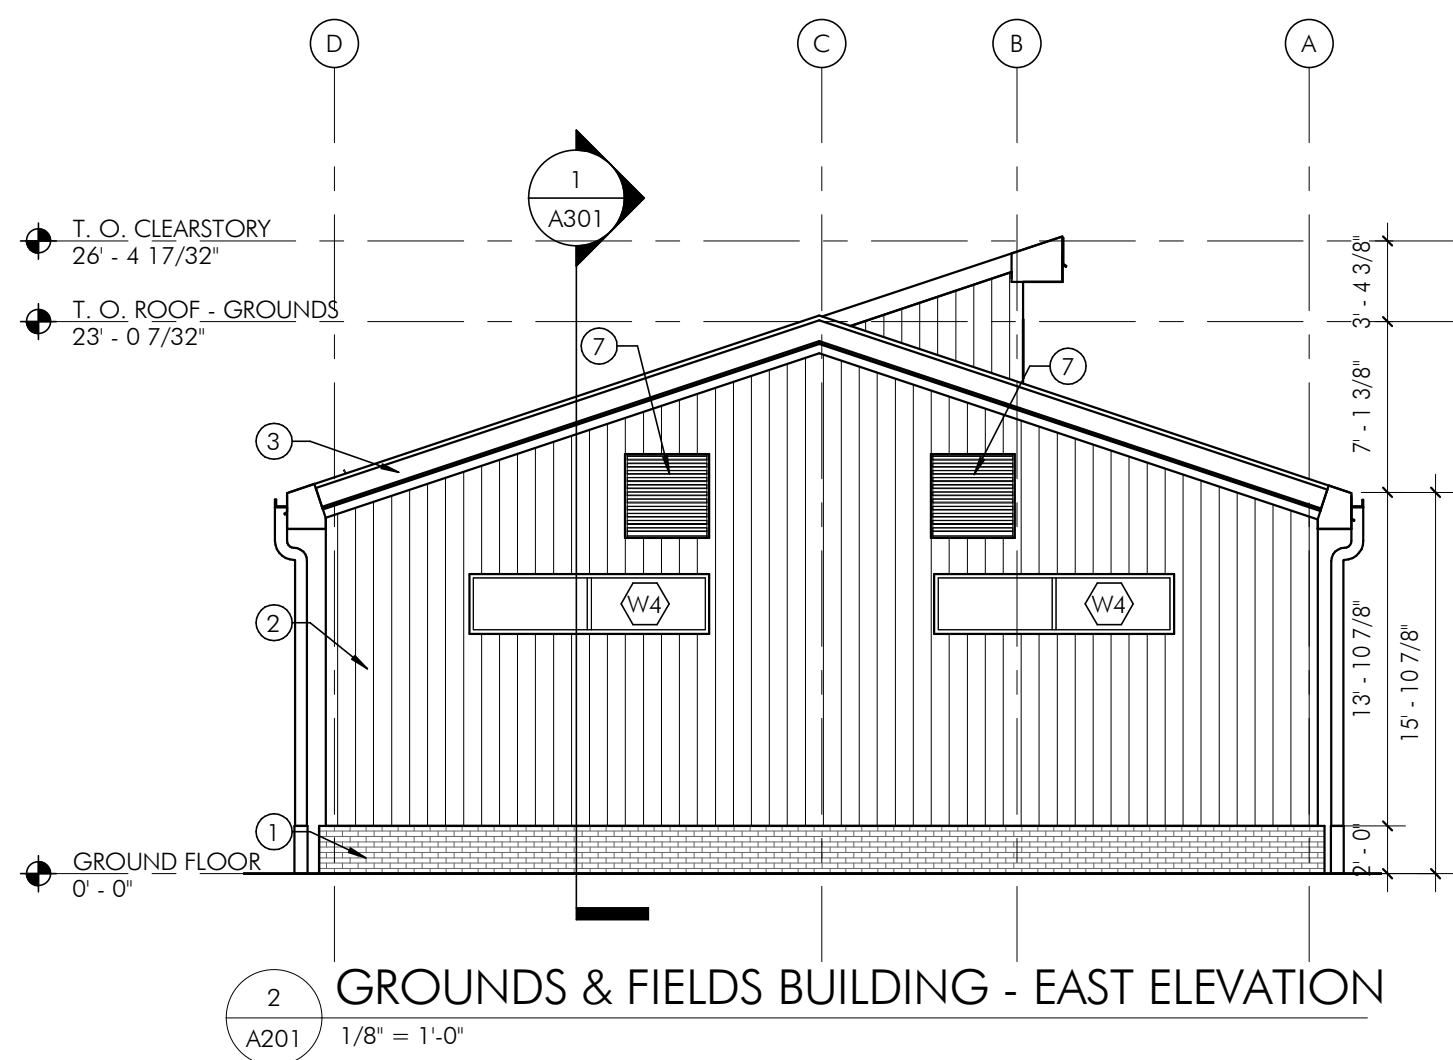 D
C
B
A
1
A301
T. O. CLEARSTORY
26' - 4 17/32"
T. O. ROOF - GROUNDS
23' - 0 7/32"
3' - 4 3/8"
7
7
7' - 1 3/8"
3
W4
W4
2
13' - 10 7/8"
15' - 10 7/8"
1
2' - 0"
GROUND FLOOR
0' - 0"
2
A201
GROUNDS & FIELDS BUILDING - EAST ELEVATION
1/8" = 1'-0"